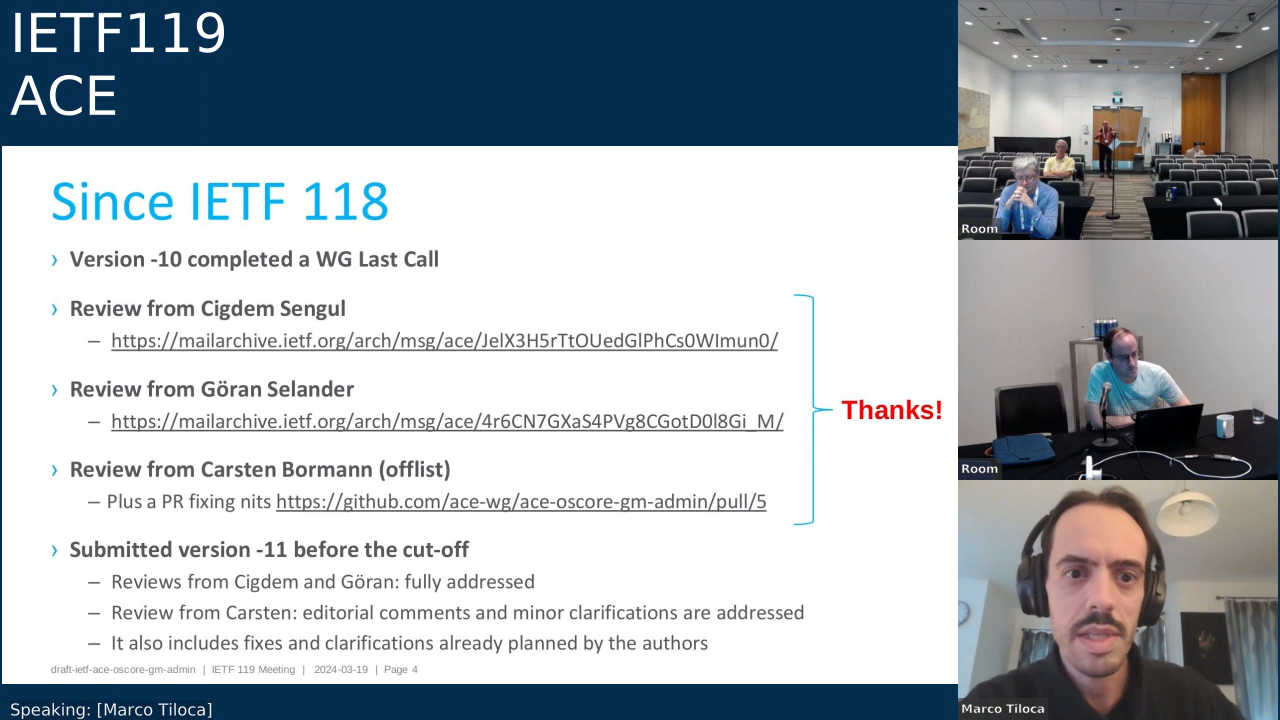 IETF119
ACE
Since IETF 118
› Version -10 completed a WG Last Call
› Review from Cigdem Sengul
– https://mailarchive.ietf.org/arch/msg/ace/JelX3H5rTtOUedGlPhCs0WImun0/
› Review from Göran Selander
– https://mailarchive.ietf.org/arch/msg/ace/4r6CN7GXaS4PVg8CGotD0l8Gi_M/
› Review from Carsten Bormann (offlist)
– Plus a PR fixing nits https://github.com/ace-wg/ace-oscore-gm-admin/pull/5
Thanks!
› Submitted version -11 before the cut-off
– Reviews from Cigdem and Göran: fully addressed
– Review from Carsten: editorial comments and minor clarifications are addressed
– It also includes fixes and clarifications already planned by the authors
draft-ietf-ace-oscore-gm-admin | IETF 119 Meeting | 2024-03-19 | Page 4
Speaking: [Marco Tiloca]
Room
Room
Marco Tiloca